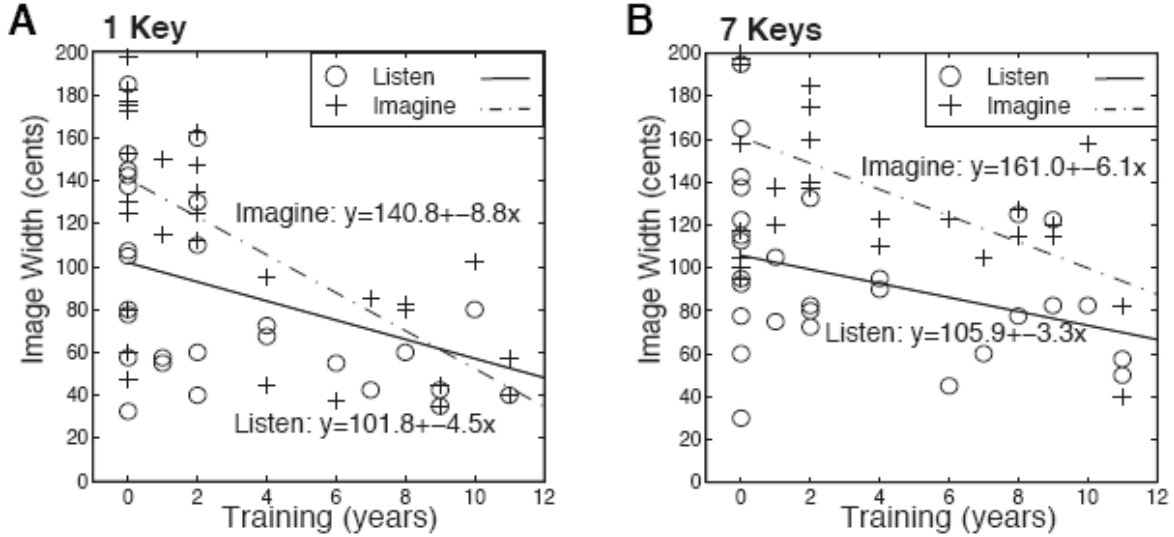 A 1 Key
200
180
160
140
120
100
80
60
40
20
0
Image Width (cents)
Listen
Imagine
Imagine: y=140.8+−8.8x
Listen: y=101.8+−4.5x
0 2 4 6 8 10 12
Training (years)
B 7 Keys
200
180
160
140
120
100
80
60
40
20
0
Image Width (cents)
Listen
Imagine
Imagine: y=161.0+−6.1x
Listen: y=105.9+−3.3x
0 2 4 6 8 10 12
Training (years)